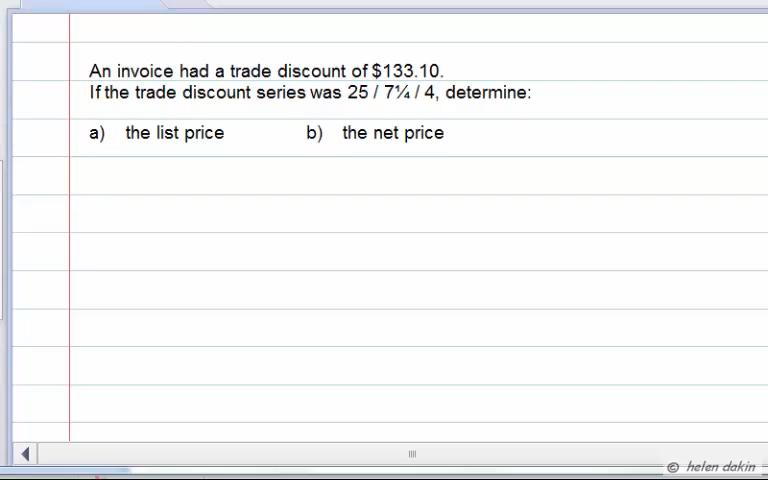 An invoice had a trade discount of $133.10.
If the trade discount series was 25 / 7¼ / 4, determine:
a) the list price b) the net price
© helen dakin